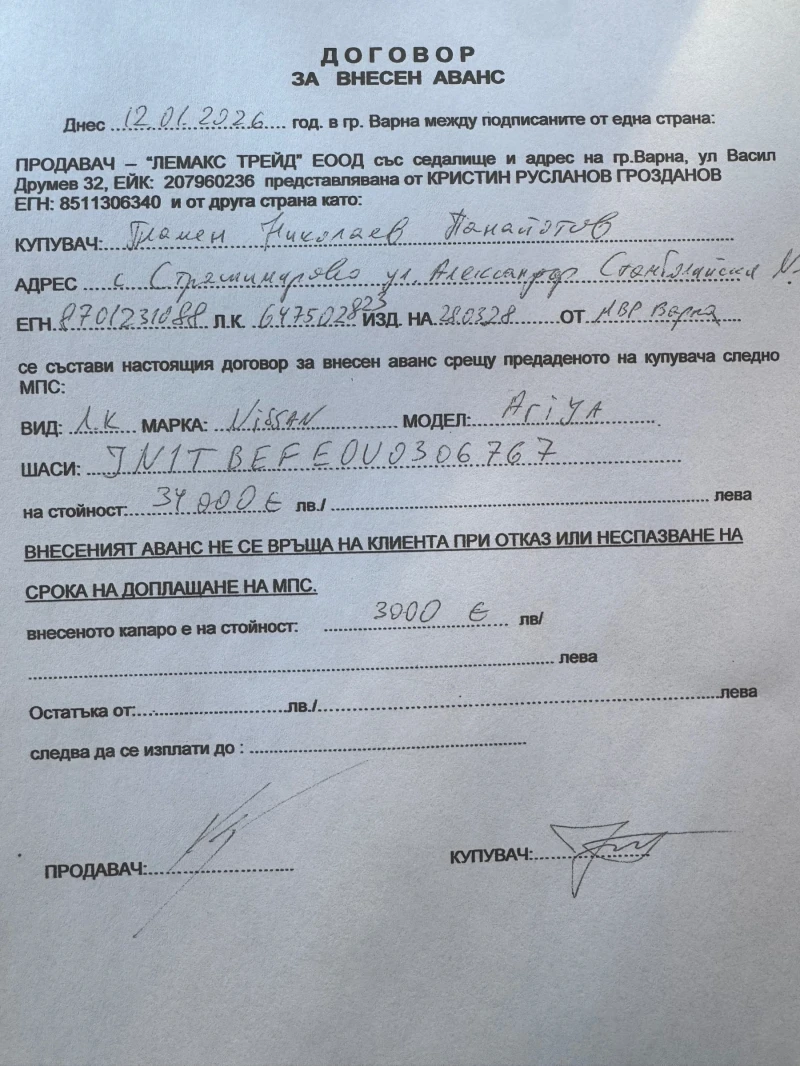 ДОГОВОР
ЗА ВНЕСЕН АВАНС
Днес 12.01.2026 год. в гр. Варна между подписаните от една страна:
ПРОДАВАЧ – "ЛЕМАКС ТРЕЙД" ЕООД със седалище и адрес на гр.Варна, ул Васил
Друмев 32, ЕИК: 207960236 представлявана от КРИСТИН РУСЛАНОВ ГРОЗДАНОВ
ЕГН: 8511306340 и от друга страна като:
КУПУВАЧ: Пламен Николаев Панайотов
АДРЕС с. Страшимирово ул. Александър Стамболийски
ЕГН 8701231088 Л.К. 647502823 ИЗД. НА 280328 ОТ МВР Варна
се състави настоящия договор за внесен аванс срещу предаденото на купувача следно
МПС:
ВИД: Л.К МАРКА: NiSSAN МОДЕЛ: AriYA
ШАСИ: JN1TBEFE0U0306767
на стойност: 34 000 € лв./ лева
ВНЕСЕНИЯТ АВАНС НЕ СЕ ВРЪЩА НА КЛИЕНТА ПРИ ОТКАЗ ИЛИ НЕСПАЗВАНЕ НА
СРОКА НА ДОПЛАЩАНЕ НА МПС.
внесеното капаро е на стойност: 3000 € лв/
лева
Остатъка от: лв./ лева
следва да се изплати до :
ПРОДАВАЧ: КУПУВАЧ: